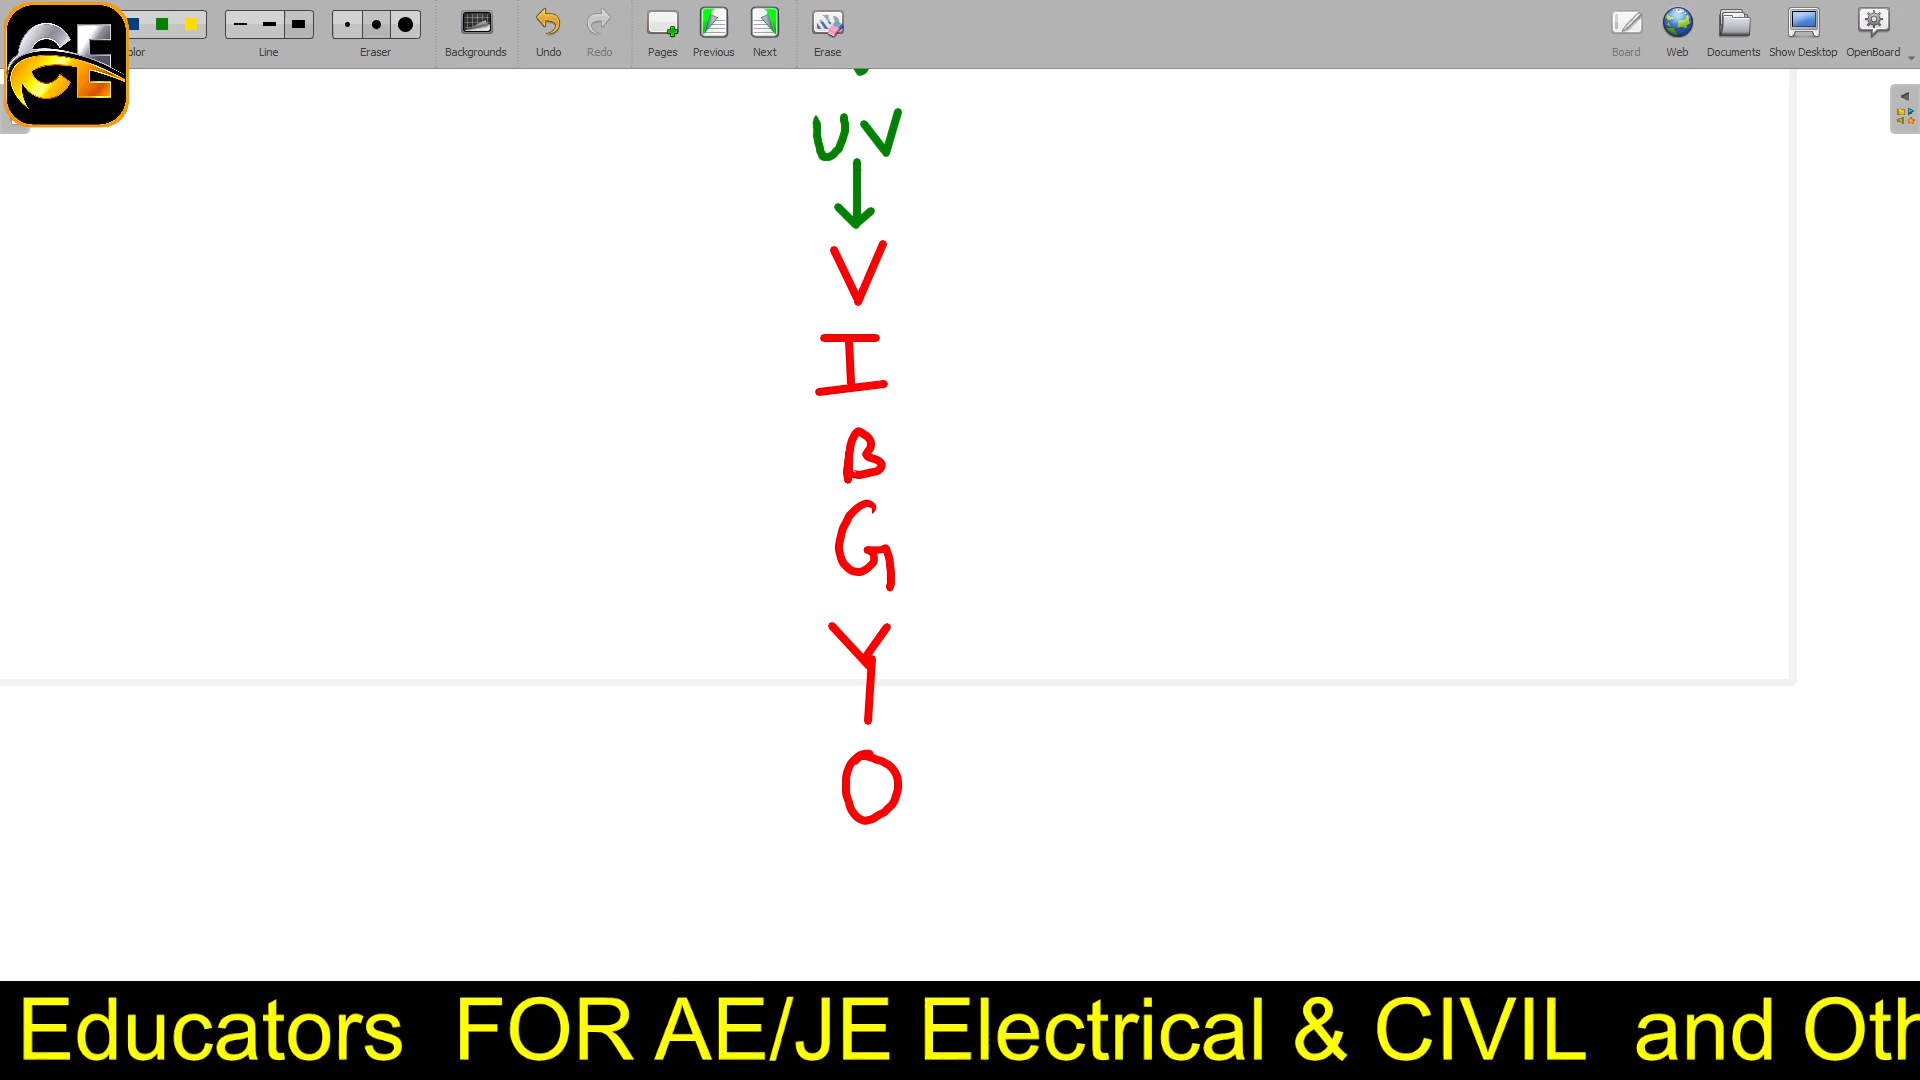 CE
olor
Line
Eraser
Backgrounds
Undo
Redo
Pages
Previous
Next
Erase
Board
Web
Documents
Show Desktop
OpenBoard
UV
V
I
B
G
Y
O
Educators FOR AE/JE Electrical & CIVIL and Oth